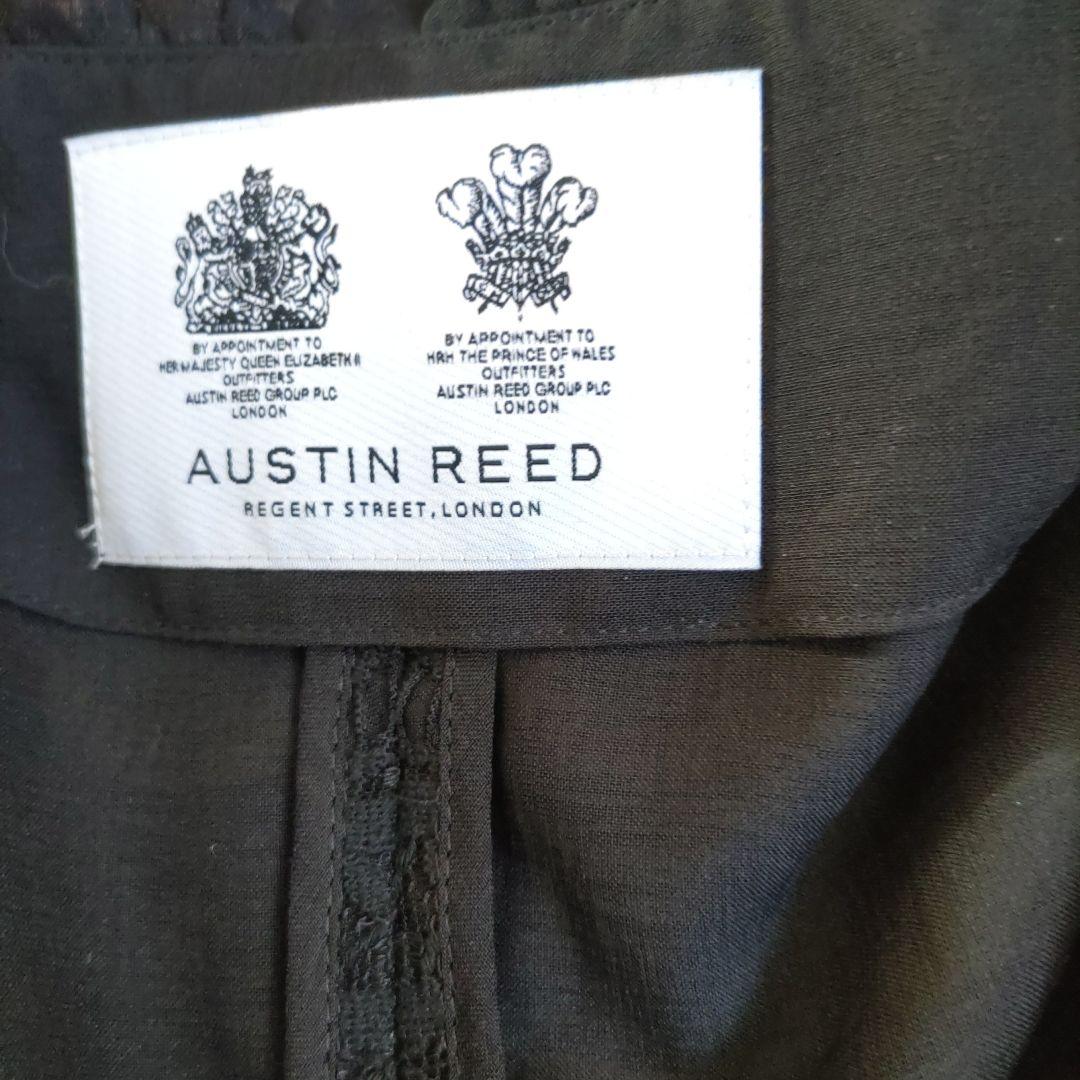 BY APPOINTMENT TO
HER MAJESTY QUEEN ELIZABETH II
OUTFITTERS
AUSTIN REED GROUP PLC
LONDON
BY APPOINTMENT TO
HRH THE PRINCE OF WALES
OUTFITTERS
AUSTIN REED GROUP PLC
LONDON
AUSTIN REED
REGENT STREET, LONDON